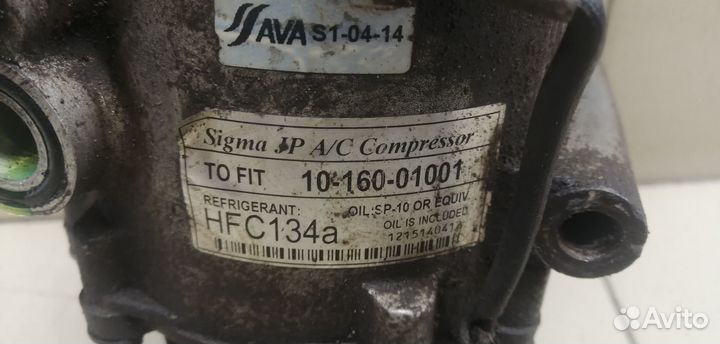 AVA S1-04-14
Sigma JP A/C Compressor
TO FIT 10-160-01001
REFRIGERANT: OIL:SP-10 OR EQUIV
HFC134a OIL IS INCLUDED
Avito